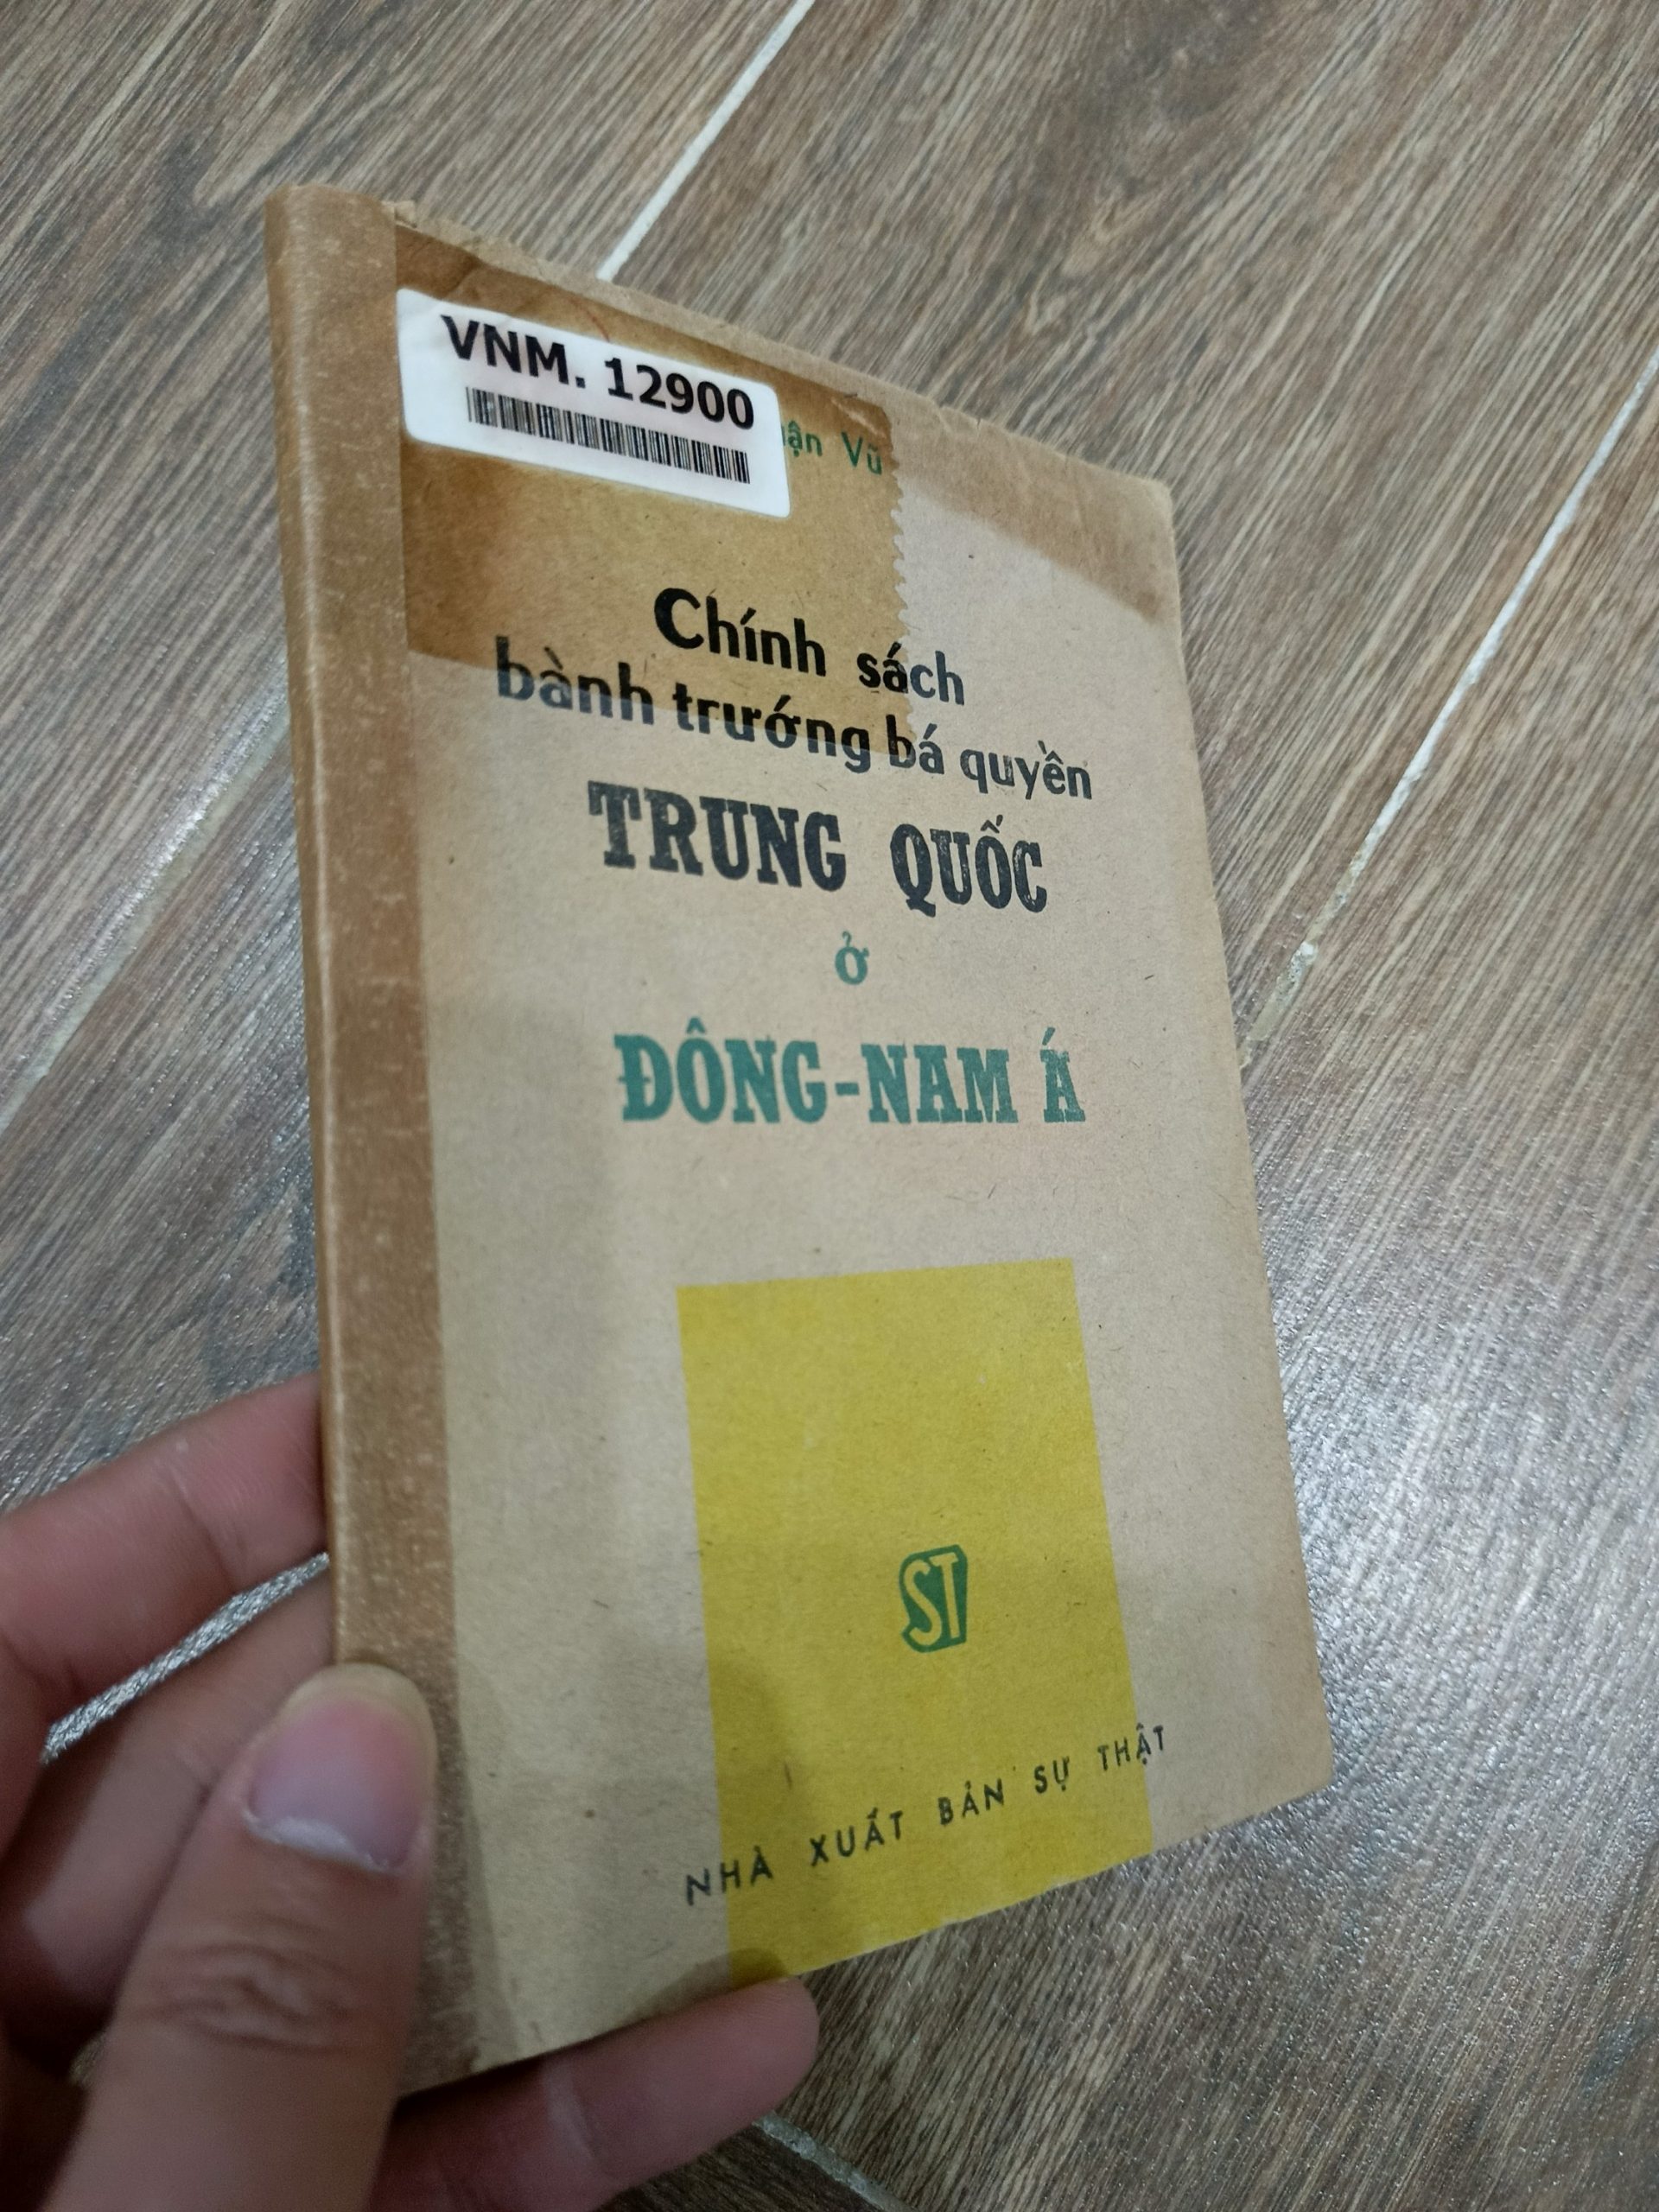 VNM. 12900
Vũ
Chính sách
bành trướng bá quyền
TRUNG QUỐC
ở
ĐÔNG-NAM Á
ST
NHÀ XUẤT BẢN SỰ THẬT